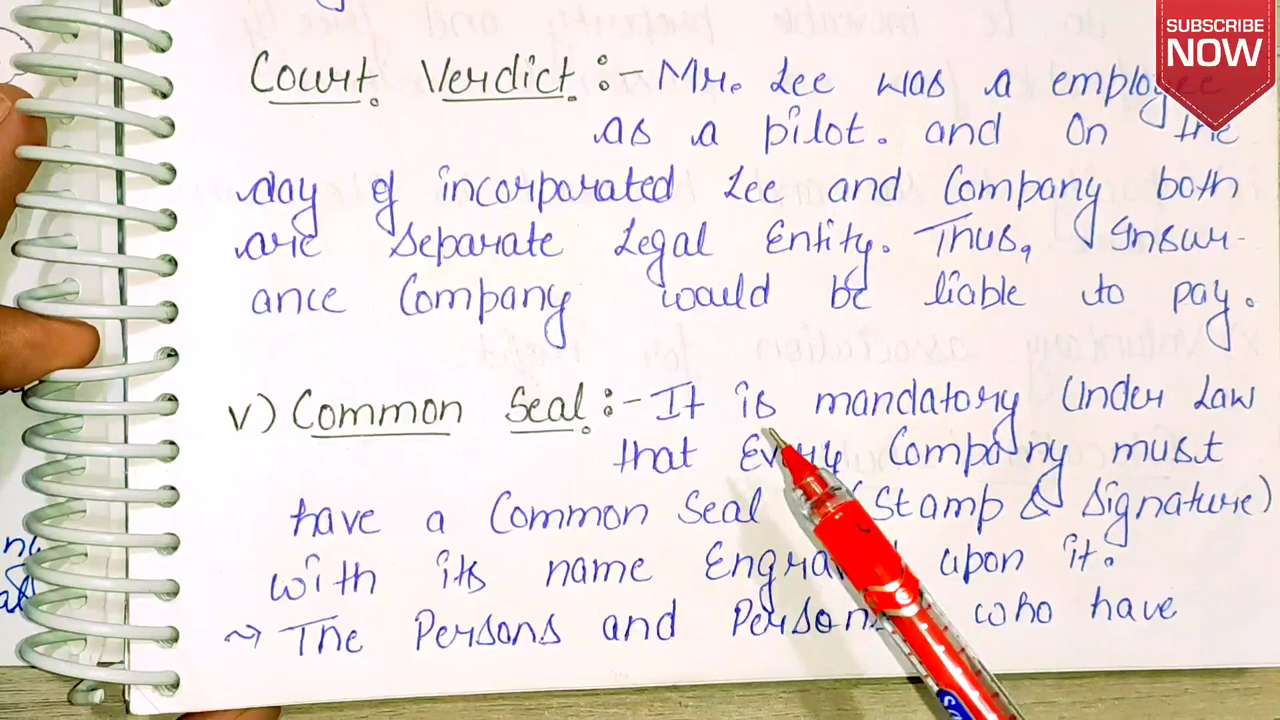 SUBSCRIBE
NOW
Court Verdict :- Mr. Lee was a employee
as a pilot. and On the
day of incorporated Lee and Company both
are Separate Legal Entity. Thus, Insur-
ance Company would be liable to pay.
v) Common Seal :- It is mandatory Under Law
that Every Company must
have a Common Seal (Stamp & Signature)
with its name upon it.
~> The Persons and who have